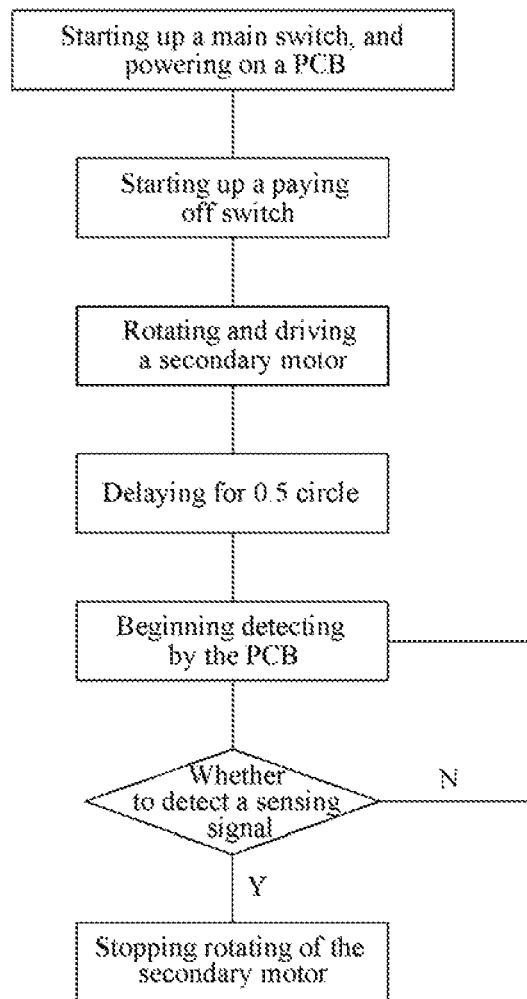 Starting up a main switch, and
powering on a PCB
Starting up a paying
off switch
Rotating and driving
a secondary motor
Delaying for 0.5 circle
Beginning detecting
by the PCB
Whether
to detect a sensing
signal
N
Y
Stopping rotating of the
secondary motor